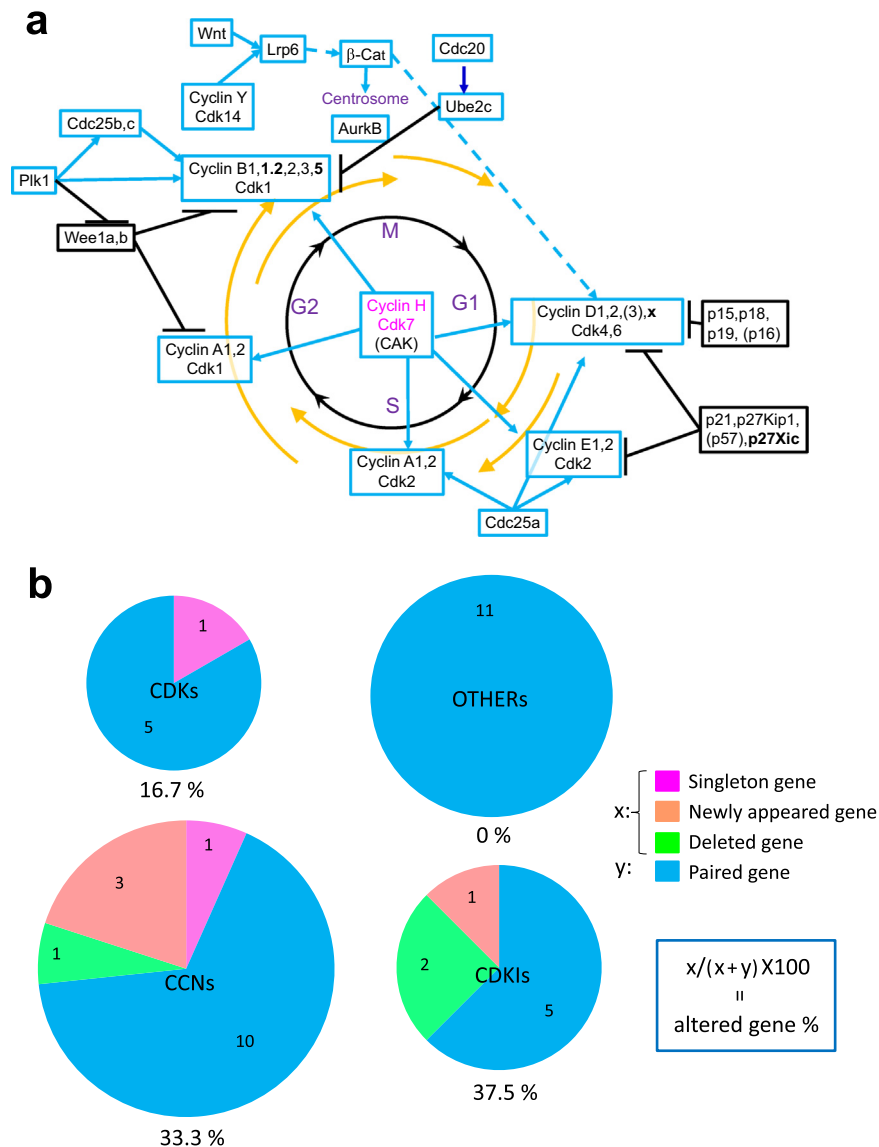 a
Wnt
Lrp6
β-Cat
Cdc20
Cyclin Y
Cdk14
Centrosome
Ube2c
AurkB
Cdc25b,c
Cyclin B1,1.2,2,3,5
Cdk1
Plk1
Wee1a,b
M
G2
G1
S
Cyclin H
Cdk7
(CAK)
Cyclin D1,2,(3),x
Cdk4,6
p15,p18,
p19, (p16)
Cyclin A1,2
Cdk1
p21,p27Kip1,
(p57),p27Xic
Cyclin E1,2
Cdk2
Cyclin A1,2
Cdk2
Cdc25a
b
1
CDKs
5
16.7 %
11
OTHERs
0 %
x:
Singleton gene
Newly appeared gene
Deleted gene
y:
Paired gene
1
3
1
CCNs
10
33.3 %
1
2
CDKIs
5
37.5 %
x/(x+y)X100
=
altered gene %